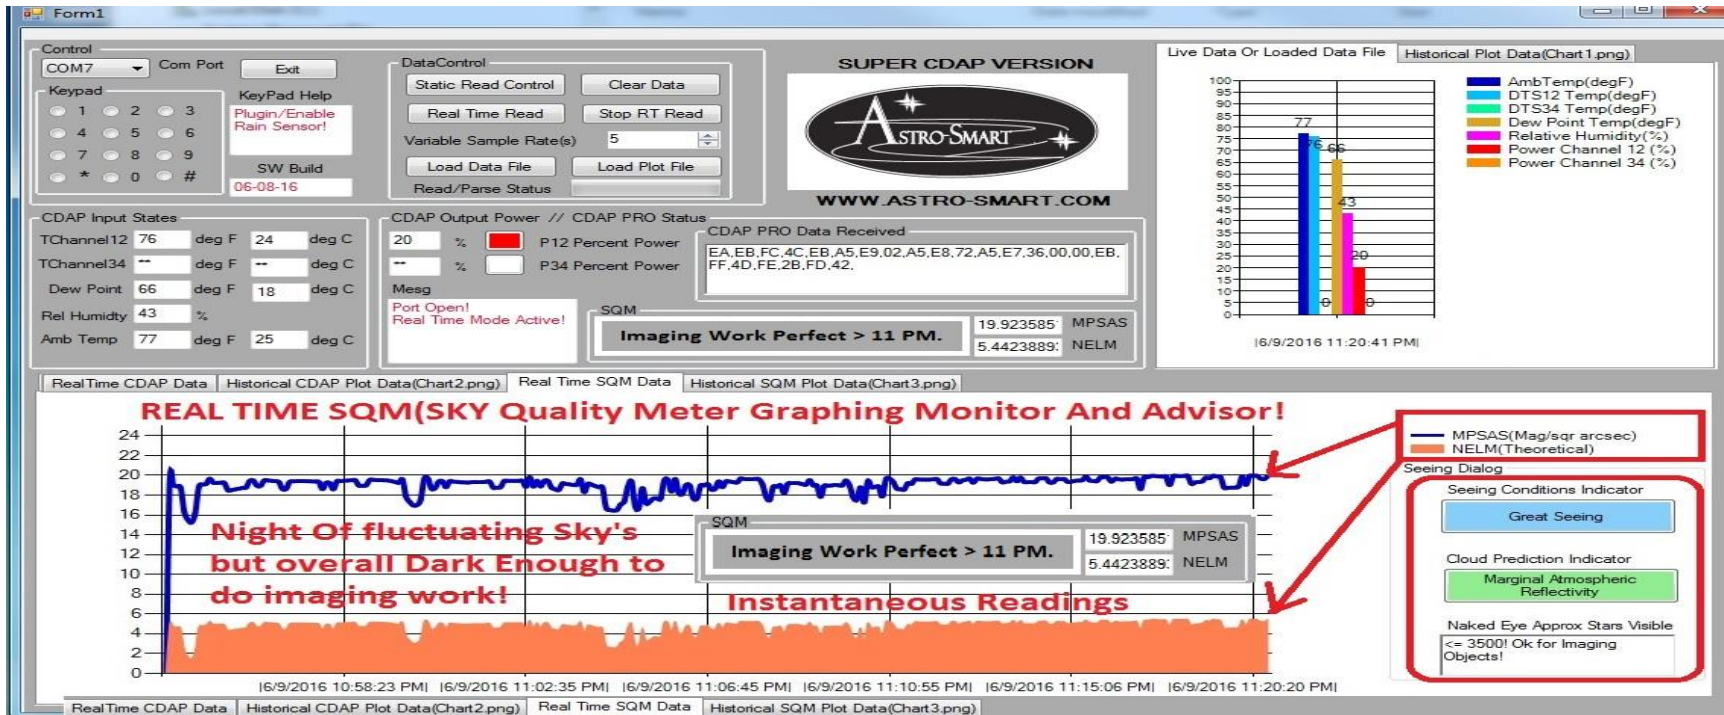 Form1
Control
COM7 Com Port Exit
Keypad
1 2 3
4 5 6
7 8 9
* 0 #
KeyPad Help
Plugin/Enable
Rain Sensor!
SW Build
06-08-16
DataControl
Static Read Control Clear Data
Real Time Read Stop RT Read
Variable Sample Rate(s) 5
Load Data File Load Plot File
Read/Parse Status
SUPER CDAP VERSION
ASTRO-SMART
WWW.ASTRO-SMART.COM
Live Data Or Loaded Data File Historical Plot Data(Chart1.png)
100
95
90
85
80
75
70
65
60
55
50
45
40
35
30
25
20
15
10
5
0
77
76
66
43
20
0
0
|6/9/2016 11:20:41 PM|
AmbTemp(degF)
DTS12 Temp(degF)
DTS34 Temp(degF)
Dew Point Temp(degF)
Relative Humidity(%)
Power Channel 12 (%)
Power Channel 34 (%)
CDAP Input States
TChannel12 76 deg F 24 deg C
TChannel34 ** deg F ** deg C
Dew Point 66 deg F 18 deg C
Rel Humidty 43 %
Amb Temp 77 deg F 25 deg C
CDAP Output Power // CDAP PRO Status
20 % P12 Percent Power
** % P34 Percent Power
CDAP PRO Data Received
EA,EB,FC,4C,EB,A5,E9,02,A5,E8,72,A5,E7,36,00,00,EB,
FF,4D,FE,2B,FD,42,
Mesg
Port Open!
Real Time Mode Active!
SQM
Imaging Work Perfect > 11 PM.
19.923585 MPSAS
5.4423889 NELM
RealTime CDAP Data Historical CDAP Plot Data(Chart2.png) Real Time SQM Data Historical SQM Plot Data(Chart3.png)
REAL TIME SQM(SKY Quality Meter Graphing Monitor And Advisor!
24
22
20
18
16
14
12
10
8
6
4
2
0
Night Of fluctuating Sky's
but overall Dark Enough to
do imaging work!
SQM
Imaging Work Perfect > 11 PM.
19.923585 MPSAS
5.4423889 NELM
Instantaneous Readings
|6/9/2016 10:58:23 PM| |6/9/2016 11:02:35 PM| |6/9/2016 11:06:45 PM| |6/9/2016 11:10:55 PM| |6/9/2016 11:15:06 PM| |6/9/2016 11:20:20 PM|
MPSAS(Mag/sqr arcsec)
NELM(Theoretical)
Seeing Dialog
Seeing Conditions Indicator
Great Seeing
Cloud Prediction Indicator
Marginal Atmospheric
Reflectivity
Naked Eye Approx Stars Visible
<= 3500! Ok for Imaging
Objects!
RealTime CDAP Data Historical CDAP Plot Data(Chart2.png) Real Time SQM Data Historical SQM Plot Data(Chart3.png)